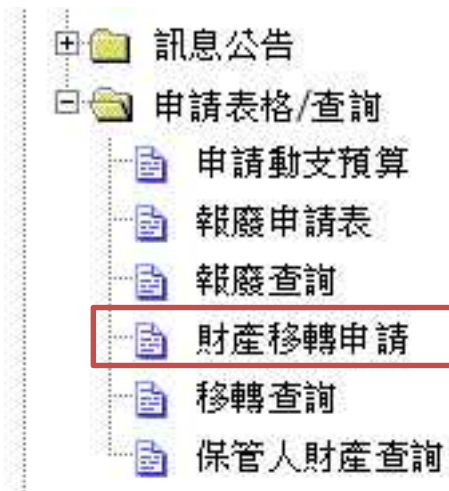 訊息公告
申請表格/查詢
申請動支預算
報廢申請表
報廢查詢
財產移轉申請
移轉查詢
保管人財產查詢